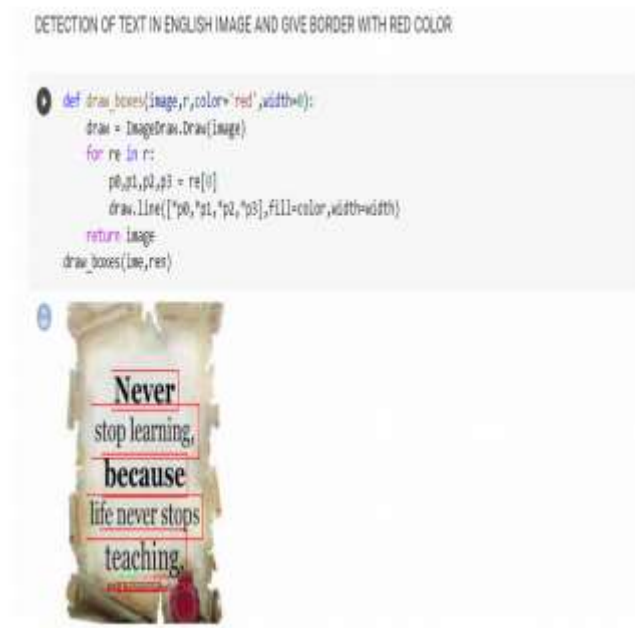 DETECTION OF TEXT IN ENGLISH IMAGE AND GIVE BORDER WITH RED COLOR
def draw_boxes(image,r,color='red',width=0):
draw = ImageDraw.Draw(image)
for re in r:
p0,p1,p2,p3 = re[0]
draw.line([*p0,*p1,*p2,*p3],fill=color,width=width)
return image
draw_boxes(ime,res)
Never
stop learning,
because
life never stops
teaching.